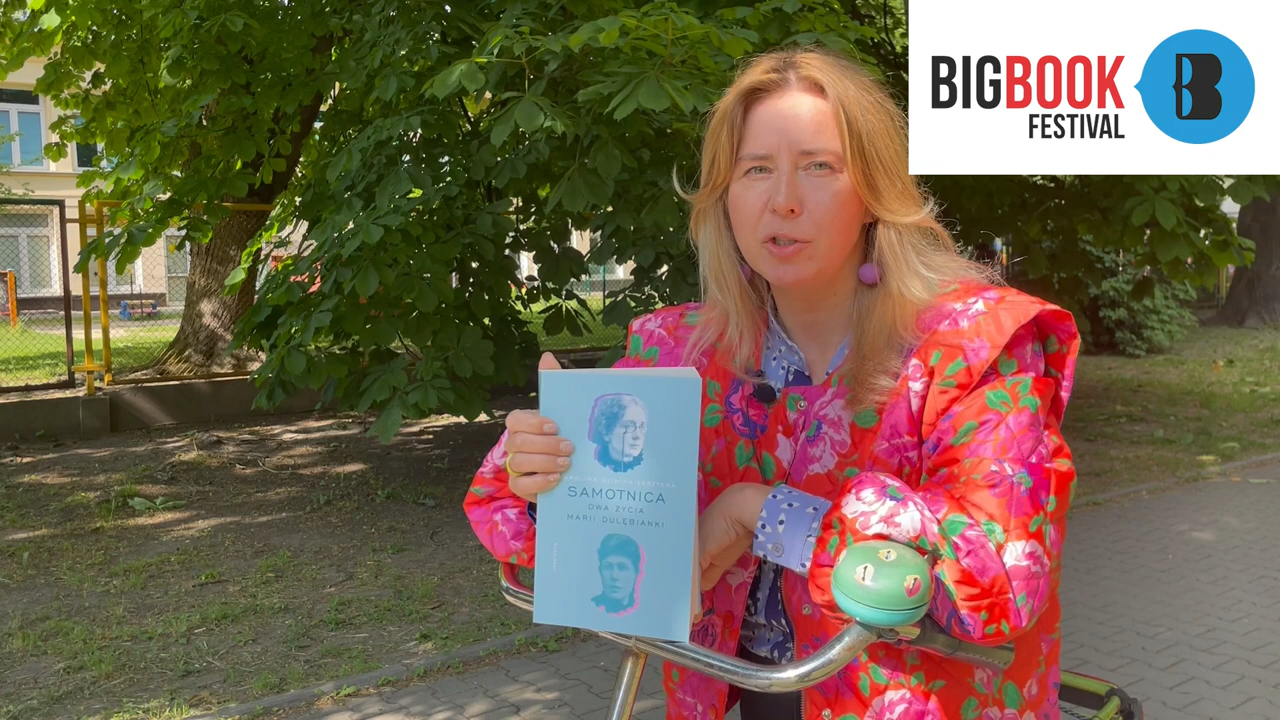 BIGBOOK
FESTIVAL
SAMOTNICA
DWA ŻYCIA
MARII DULĘBIANKI